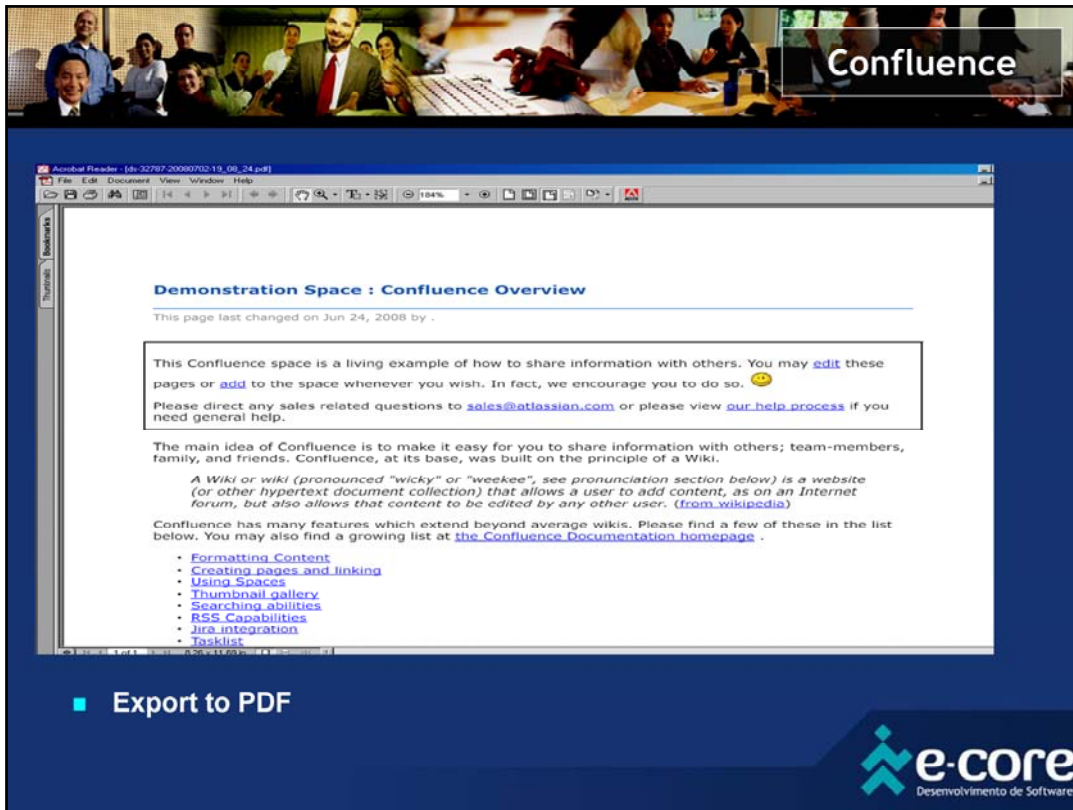 Confluence
Acrobat Reader - [ds-32787-20080702-19_08_24.pdf]
File Edit Document View Window Help
184%
Bookmarks
Thumbnails
Demonstration Space : Confluence Overview
This page last changed on Jun 24, 2008 by .
This Confluence space is a living example of how to share information with others. You may edit these
pages or add to the space whenever you wish. In fact, we encourage you to do so.
Please direct any sales related questions to sales@atlassian.com or please view our help process if you
need general help.
The main idea of Confluence is to make it easy for you to share information with others; team-members,
family, and friends. Confluence, at its base, was built on the principle of a Wiki.
A Wiki or wiki (pronounced "wicky" or "weekee", see pronunciation section below) is a website
(or other hypertext document collection) that allows a user to add content, as on an Internet
forum, but also allows that content to be edited by any other user. (from wikipedia)
Confluence has many features which extend beyond average wikis. Please find a few of these in the list
below. You may also find a growing list at the Confluence Documentation homepage .
• Formatting Content
• Creating pages and linking
• Using Spaces
• Thumbnail gallery
• Searching abilities
• RSS Capabilities
• Jira integration
• Tasklist
1 of 1 8.26 x 11.69 in
Export to PDF
e-core
Desenvolvimento de Software